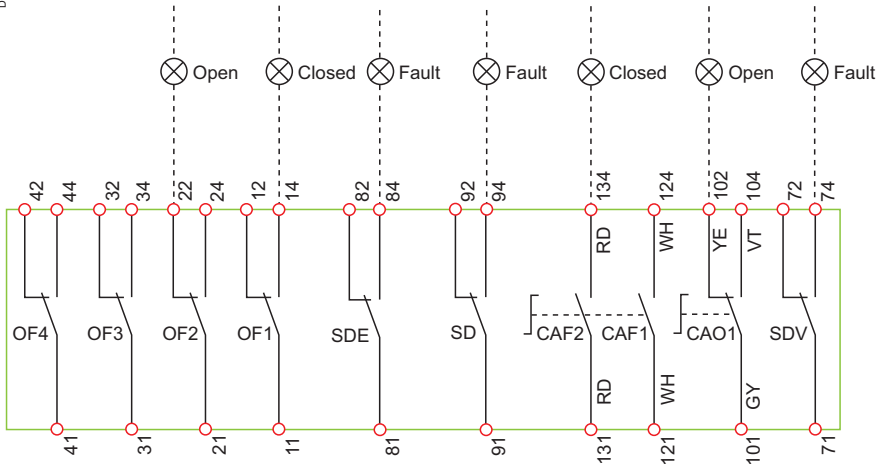 Open
Closed
Fault
Fault
Closed
Open
Fault
42
44
32
34
22
24
12
14
82
84
92
94
134
124
102
104
72
74
RD
WH
YE
VT
OF4
OF3
OF2
OF1
SDE
SD
CAF2
CAF1
CAO1
SDV
RD
WH
GY
41
31
21
11
81
91
131
121
101
71